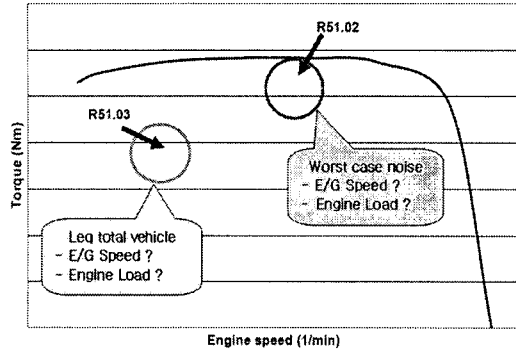 R51.02
R51.03
Torque (Nm)
Worst case noise
- E/G Speed ?
- Engine Load ?
Leq total vehicle
- E/G Speed ?
- Engine Load ?
Engine speed (1/min)